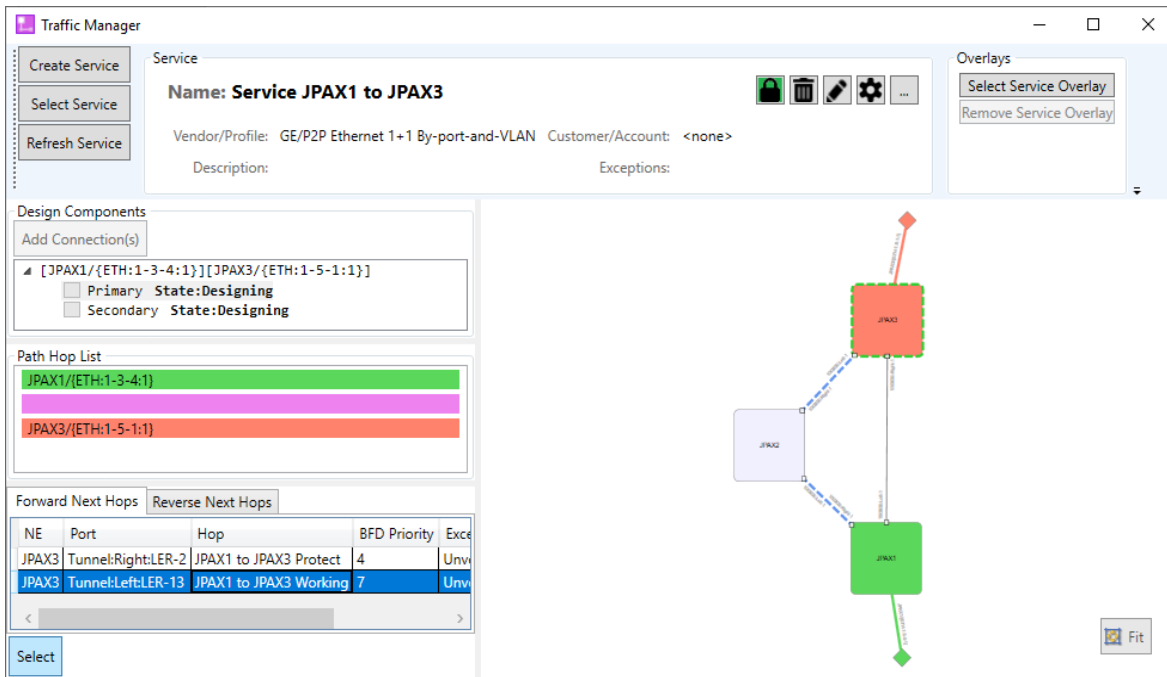 Traffic Manager
Create Service
Select Service
Refresh Service
Service
Name: Service JPAX1 to JPAX3
Vendor/Profile: GE/P2P Ethernet 1+1 By-port-and-VLAN Customer/Account: <none>
Description: Exceptions:
...
Overlays
Select Service Overlay
Remove Service Overlay
Design Components
Add Connection(s)
[JPAX1/{ETH:1-3-4:1}][JPAX3/{ETH:1-5-1:1}]
Primary State:Designing
Secondary State:Designing
Path Hop List
JPAX1/{ETH:1-3-4:1}
JPAX3/{ETH:1-5-1:1}
Forward Next Hops Reverse Next Hops
NE Port Hop BFD Priority Exce
JPAX3 Tunnel:Right:LER-2 JPAX1 to JPAX3 Protect 4 Unv
JPAX3 Tunnel:Left:LER-13 JPAX1 to JPAX3 Working 7 Unv
Select
JPAX3
JPAX2
JPAX1
Fit